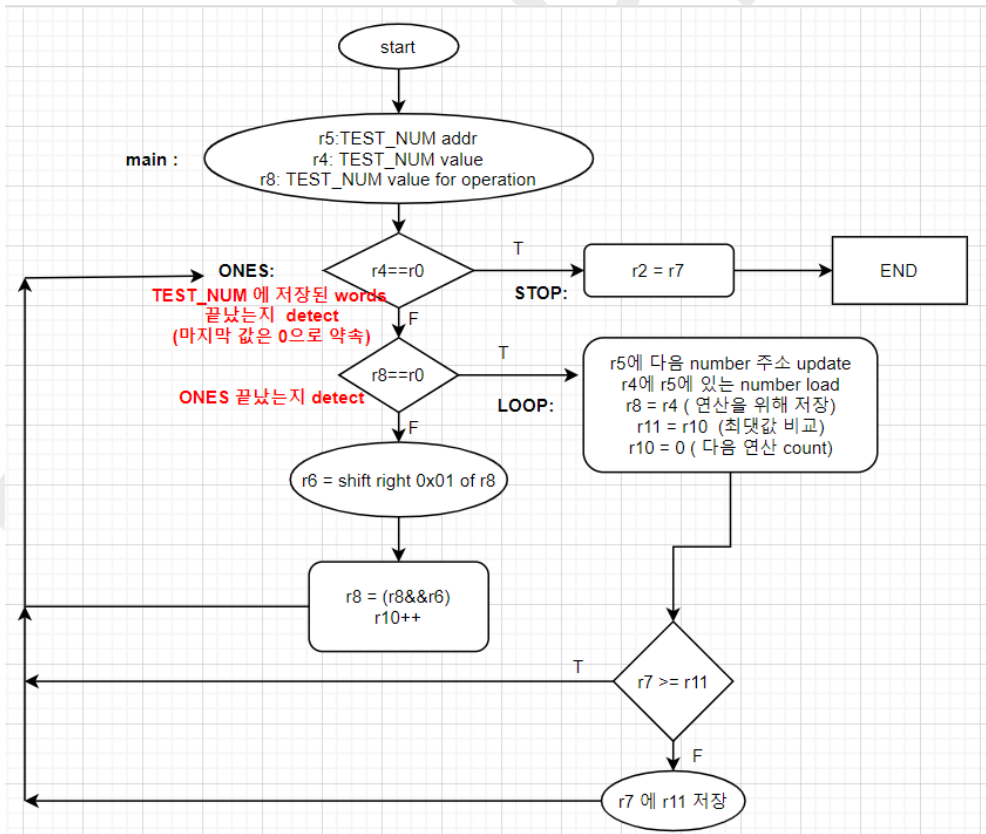 start
r5:TEST_NUM addr
r4: TEST_NUM value
r8: TEST_NUM value for operation
main :
ONES:
r4==r0
T
r2 = r7
END
STOP:
TEST_NUM 에 저장된 words
끝났는지 detect
(마지막 값은 0으로 약속)
F
r8==r0
T
ONES 끝났는지 detect
LOOP:
r5에 다음 number 주소 update
r4에 r5에 있는 number load
r8 = r4 ( 연산을 위해 저장)
r11 = r10 (최댓값 비교)
r10 = 0 ( 다음 연산 count)
F
r6 = shift right 0x01 of r8
r8 = (r8&&r6)
r10++
T
r7 >= r11
F
r7 에 r11 저장